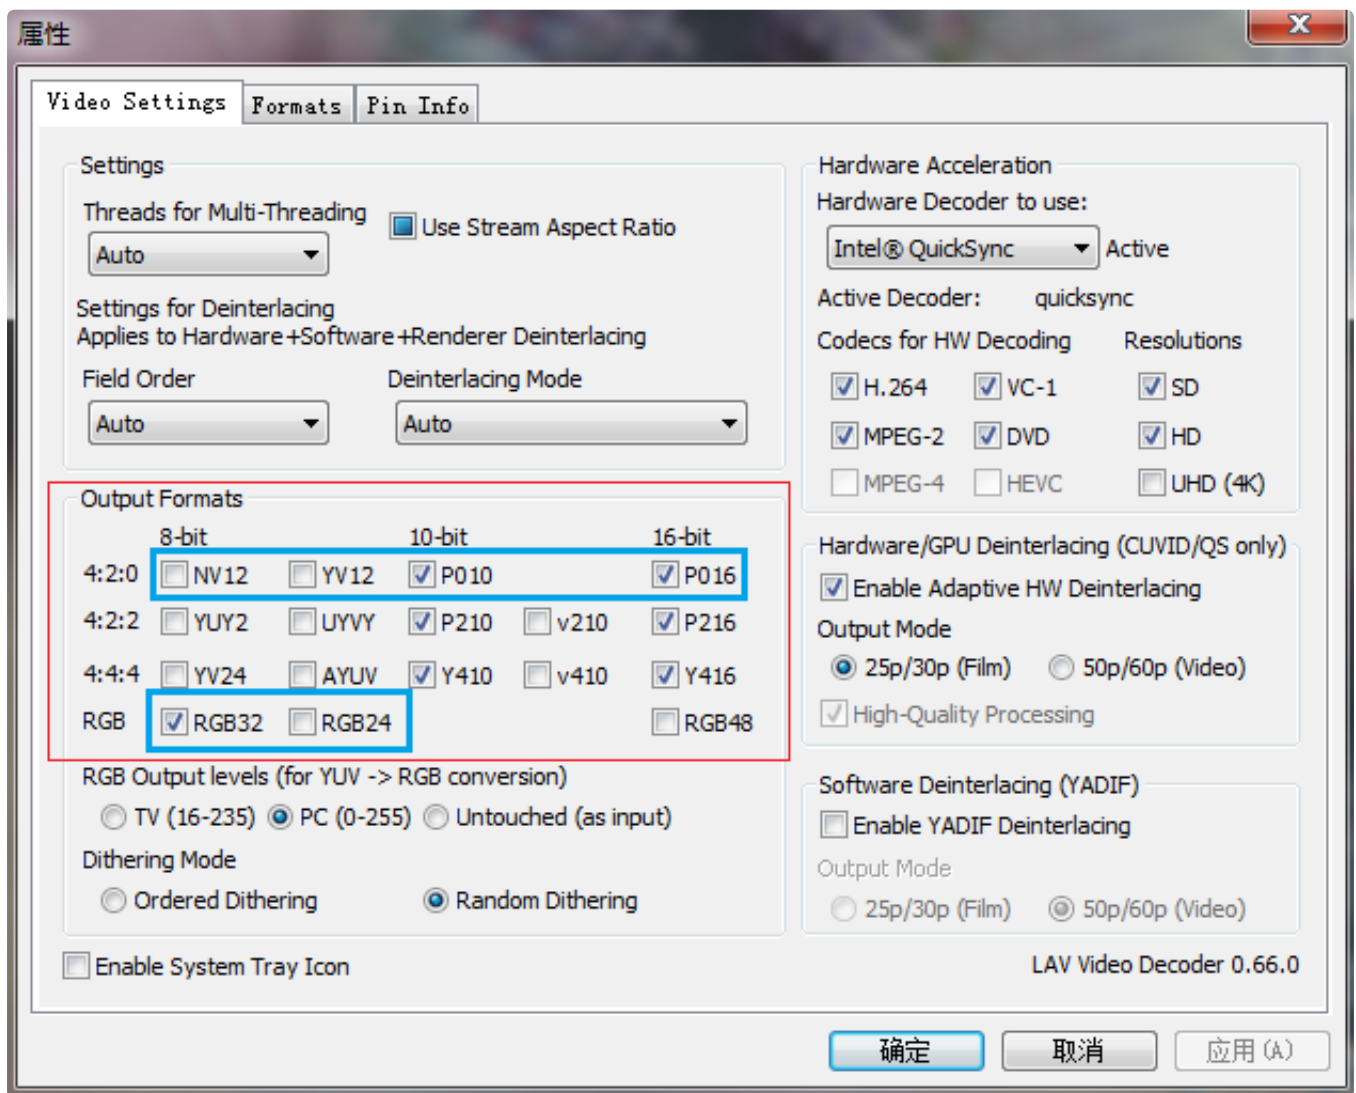 属性
Video Settings Formats Pin Info
Settings
Threads for Multi-Threading
Auto
Use Stream Aspect Ratio
Settings for Deinterlacing
Applies to Hardware+Software+Renderer Deinterlacing
Field Order Deinterlacing Mode
Auto Auto
Output Formats
8-bit 10-bit 16-bit
4:2:0 NV12 YV12 P010 P016
4:2:2 YUY2 UYVY P210 v210 P216
4:4:4 YV24 AYUV Y410 v410 Y416
RGB RGB32 RGB24 RGB48
RGB Output levels (for YUV -> RGB conversion)
TV (16-235) PC (0-255) Untouched (as input)
Dithering Mode
Ordered Dithering Random Dithering
Enable System Tray Icon
Hardware Acceleration
Hardware Decoder to use:
Intel® QuickSync Active
Active Decoder: quicksync
Codecs for HW Decoding Resolutions
H.264 VC-1 SD
MPEG-2 DVD HD
MPEG-4 HEVC UHD (4K)
Hardware/GPU Deinterlacing (CUVID/QS only)
Enable Adaptive HW Deinterlacing
Output Mode
25p/30p (Film) 50p/60p (Video)
High-Quality Processing
Software Deinterlacing (YADIF)
Enable YADIF Deinterlacing
Output Mode
25p/30p (Film) 50p/60p (Video)
LAV Video Decoder 0.66.0
确定 取消 应用(A)